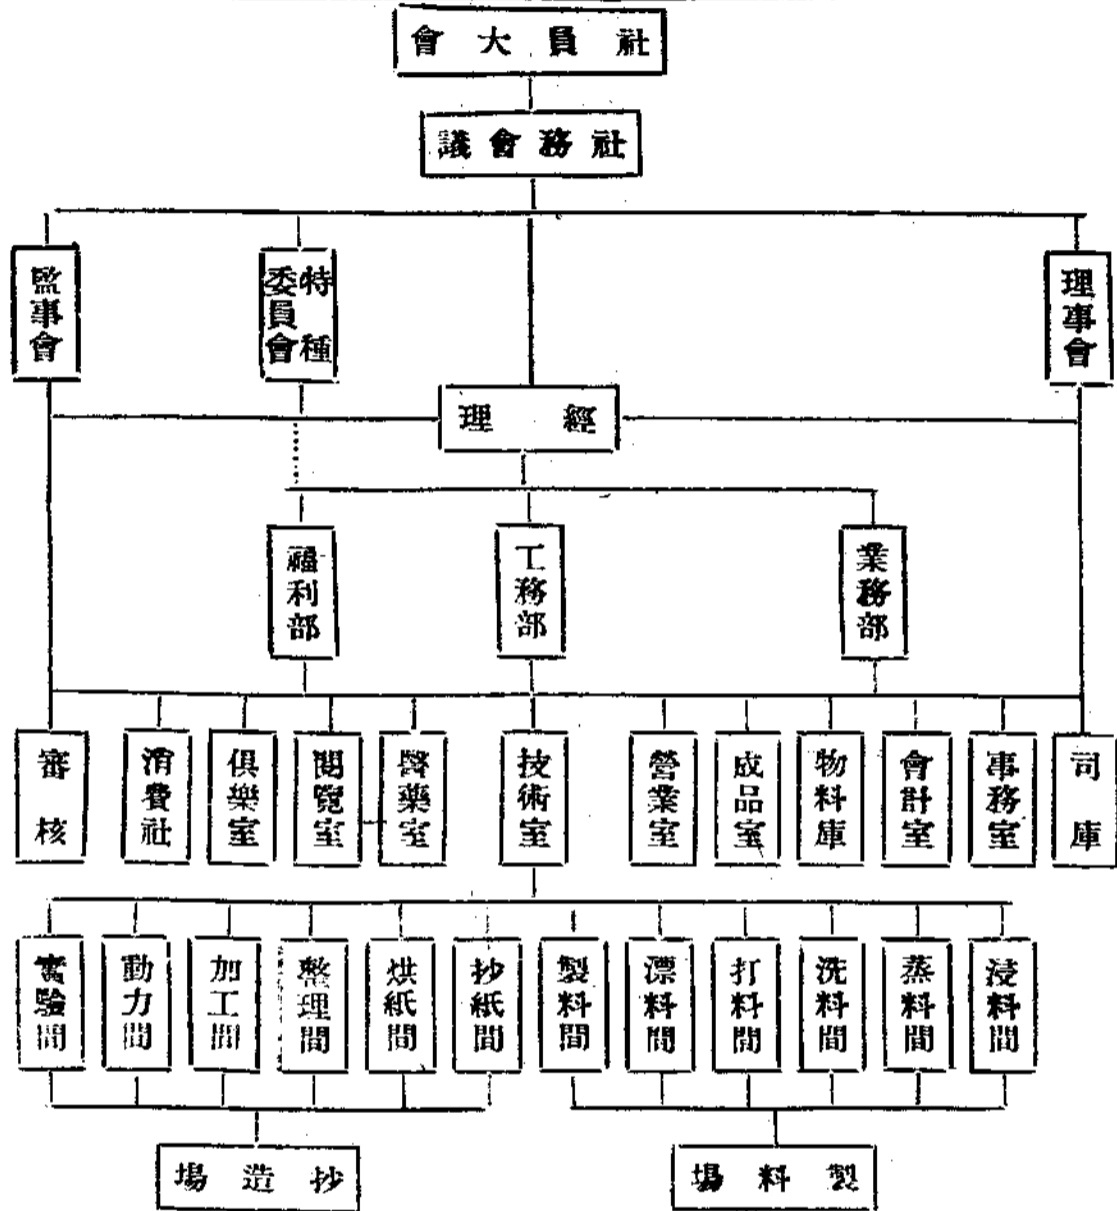 社員大會
社務會議
理事會
特種
委員會
監事會
經理
業務部
工務部
福利部
司庫
事務室
會計室
物料庫
成品室
營業室
技術室
醫藥室
閱覽室
俱樂室
消費社
審核
浸料間
蒸料間
洗料間
打料間
漂料間
製料間
抄紙間
烘紙間
整理間
加工間
動力間
實驗間
製料場
抄造場